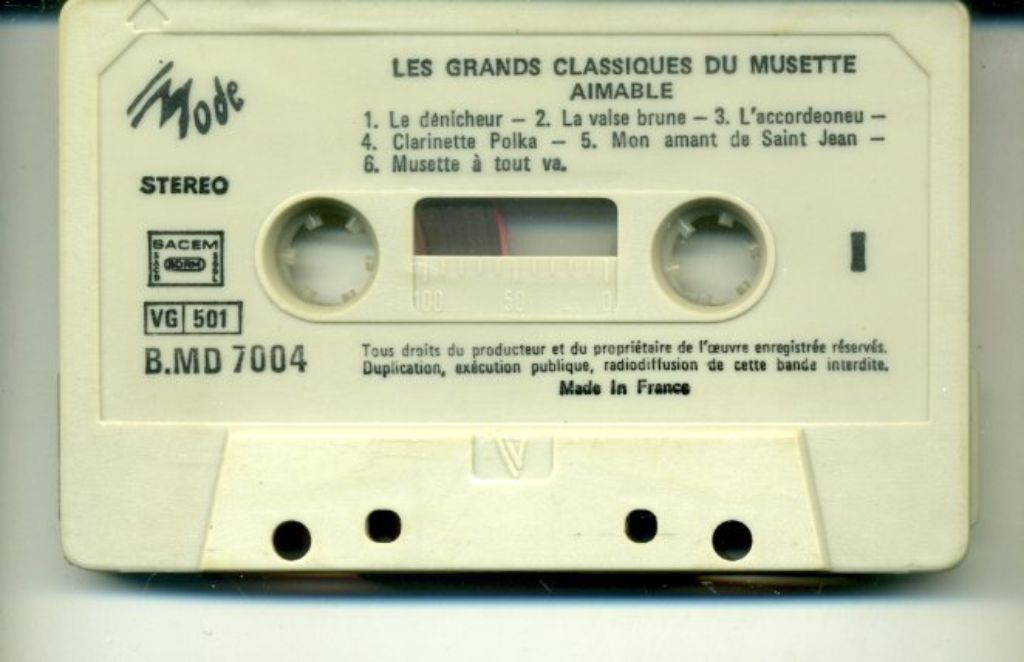 Mode
LES GRANDS CLASSIQUES DU MUSETTE
AIMABLE
1. Le dénicheur – 2. La valse brune – 3. L'accordeoneu –
4. Clarinette Polka – 5. Mon amant de Saint Jean –
6. Musette à tout va.
STEREO
SACEM
VG 501
B.MD 7004
100 50 0
I
Tous droits du producteur et du propriétaire de l'œuvre enregistrée réservés.
Duplication, exécution publique, radiodiffusion de cette bande interdite.
Made In France